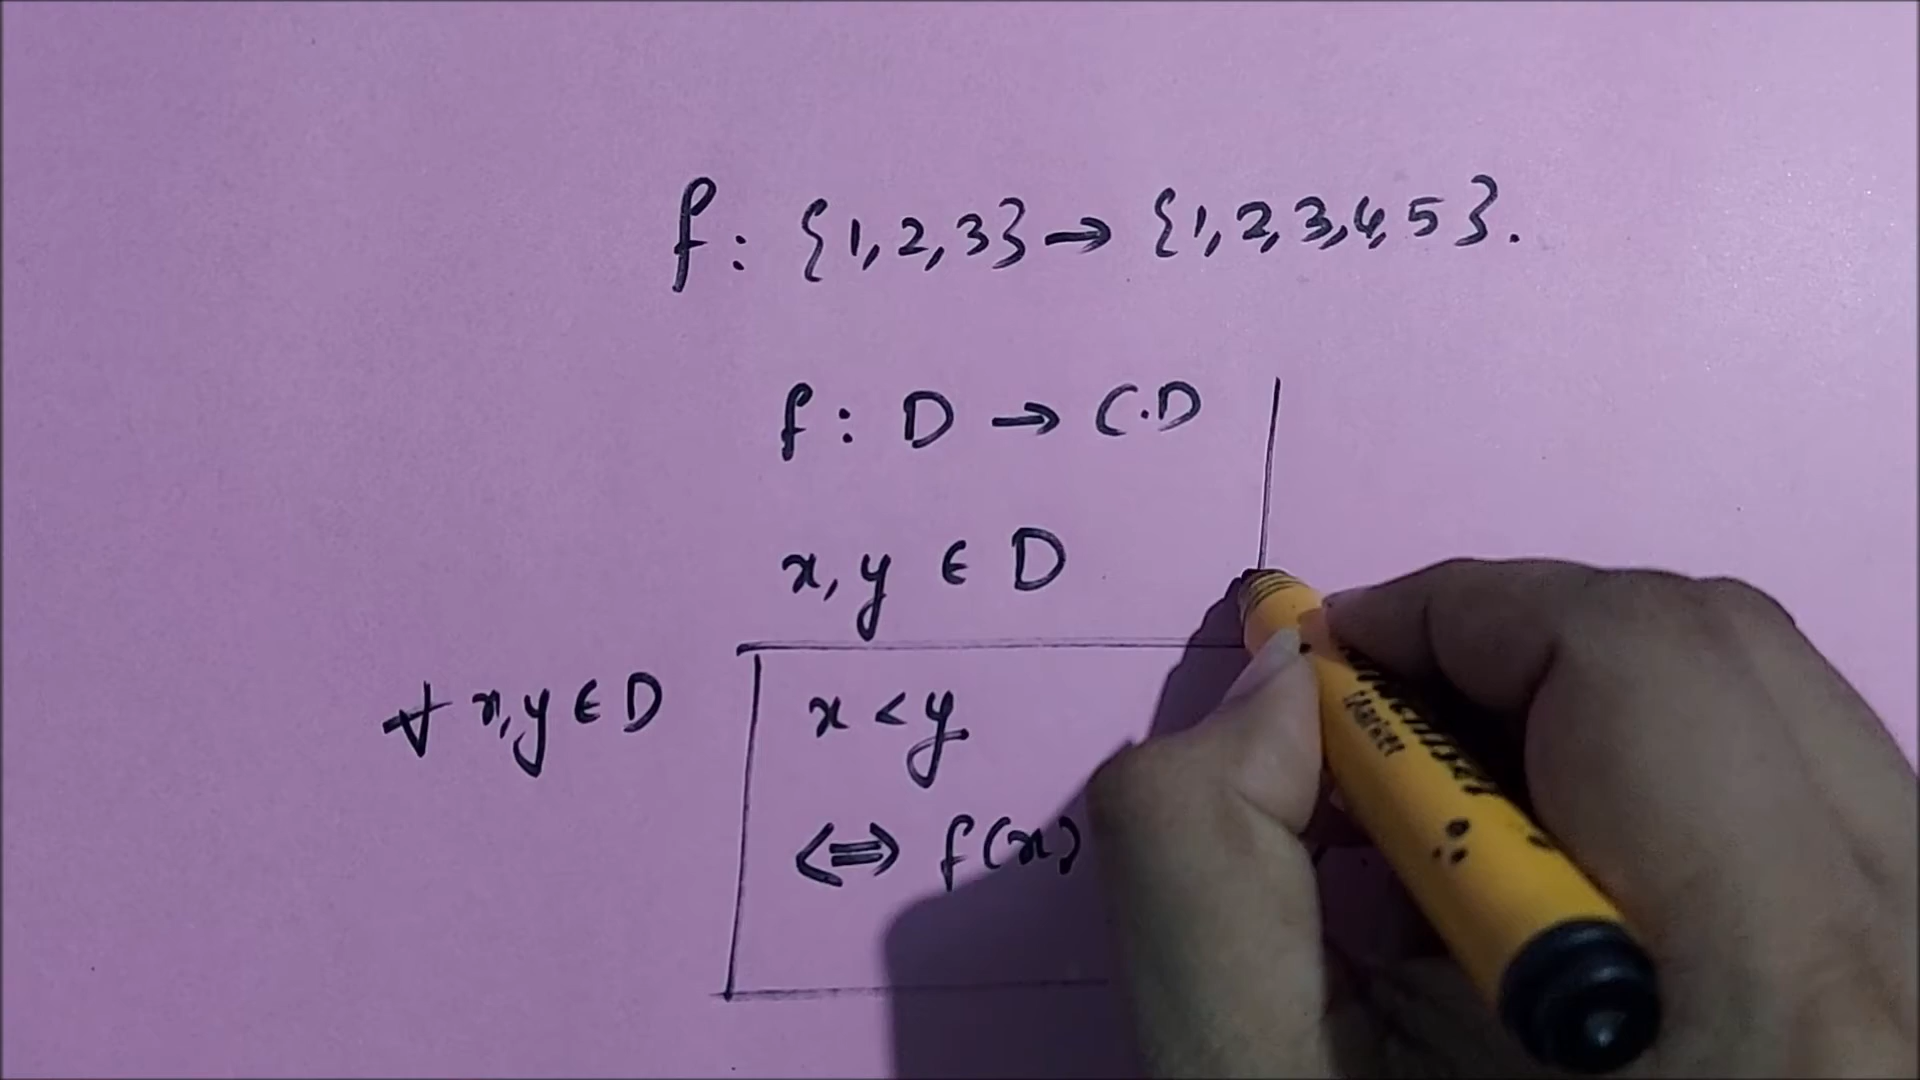 f: {1,2,3} → {1,2,3,4,5}.
f: D → C.D
x, y ∈ D
∀ x,y ∈ D
x < y
⇔ f(x)